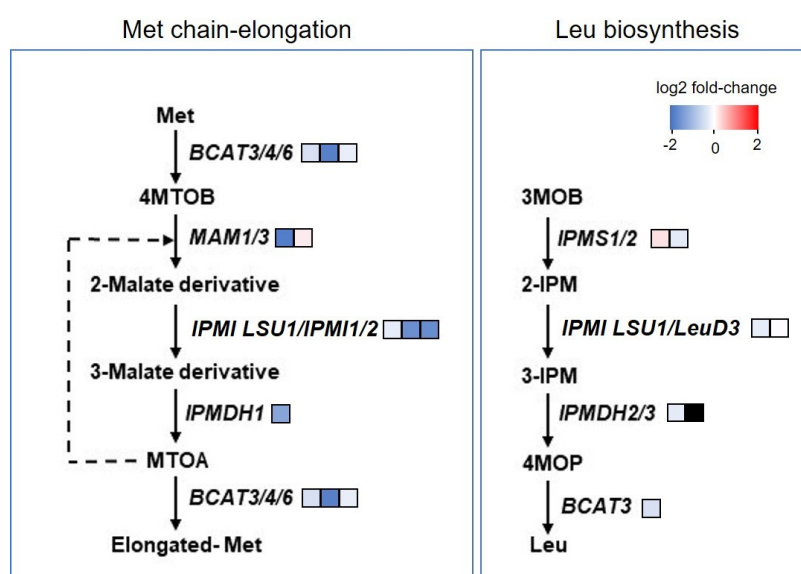 Met chain-elongation
Met
BCAT3/4/6
4MTOB
MAM1/3
2-Malate derivative
IPMI LSU1/IPMI1/2
3-Malate derivative
IPMDH1
MTOA
BCAT3/4/6
Elongated- Met
Leu biosynthesis
log2 fold-change
-2 0 2
3MOB
IPMS1/2
2-IPM
IPMI LSU1/LeuD3
3-IPM
IPMDH2/3
4MOP
BCAT3
Leu